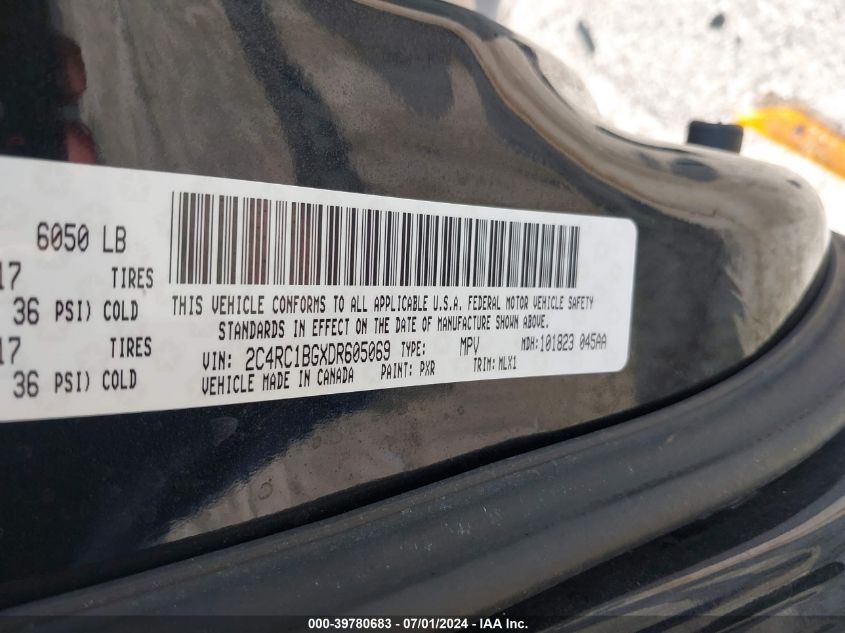 6050 LB
17 TIRES
36 PSI) COLD
17 TIRES
36 PSI) COLD
THIS VEHICLE CONFORMS TO ALL APPLICABLE U.S.A. FEDERAL MOTOR VEHICLE SAFETY
STANDARDS IN EFFECT ON THE DATE OF MANUFACTURE SHOWN ABOVE.
VIN: 2C4RC1BGXDR605069 TYPE: MPV MDH:101823 045AA
VEHICLE MADE IN CANADA PAINT: PXR TRIM: MLX1
000-39780683 - 07/01/2024 - IAA Inc.